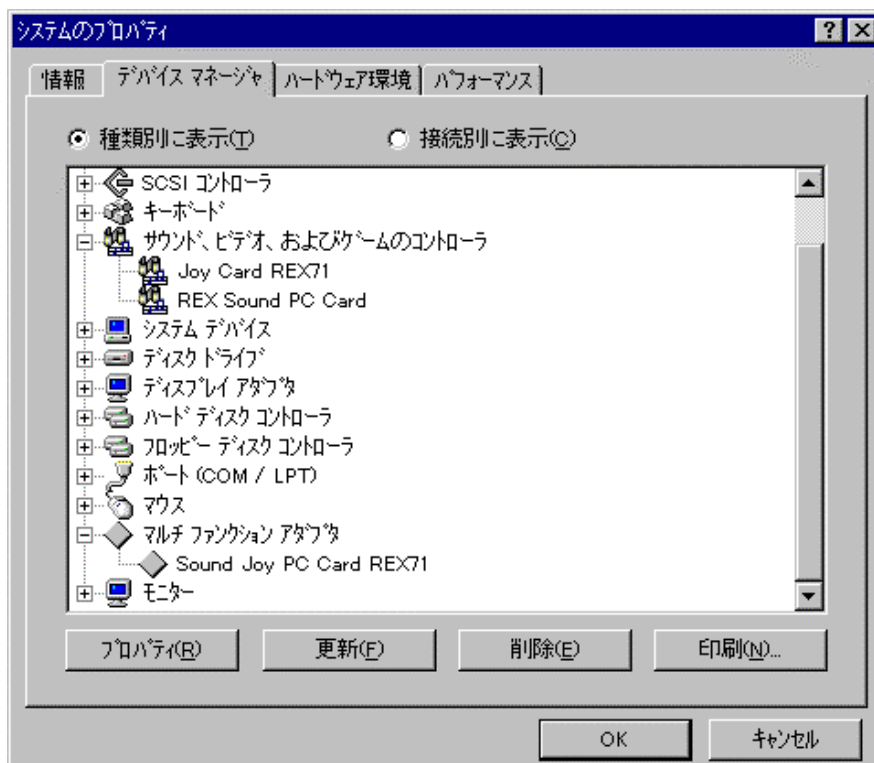 システムのプロパティ
情報 デバイス マネージャ ハードウェア環境 パフォーマンス
種類別に表示(T) 接続別に表示(C)
SCSI コントローラ
キーボード
サウンド、ビデオ、およびゲームのコントローラ
Joy Card REX71
REX Sound PC Card
システム デバイス
ディスク ドライブ
ディスプレイ アダプタ
ハード ディスク コントローラ
フロッピー ディスク コントローラ
ポート (COM / LPT)
マウス
マルチ ファンクション アダプタ
Sound Joy PC Card REX71
モニター
プロパティ(R) 更新(F) 削除(E) 印刷(N)...
OK キャンセル